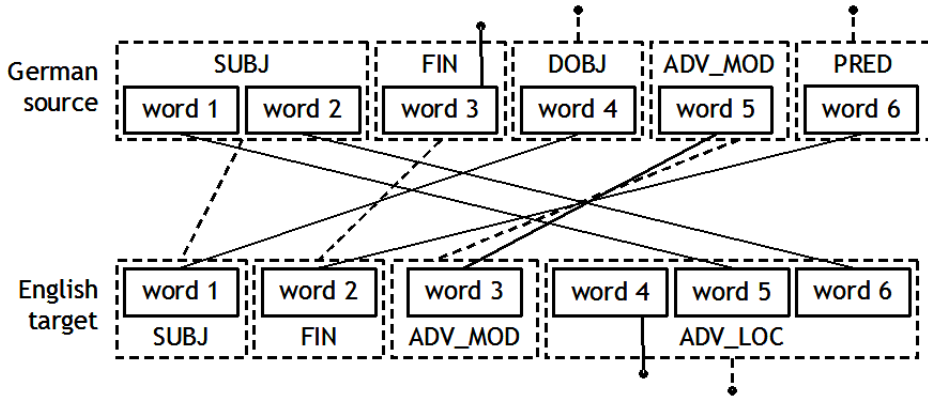 SUBJ FIN DOBJ ADV_MOD PRED
German
source
word 1 word 2 word 3 word 4 word 5 word 6
English
target
word 1 word 2 word 3 word 4 word 5 word 6
SUBJ FIN ADV_MOD ADV_LOC